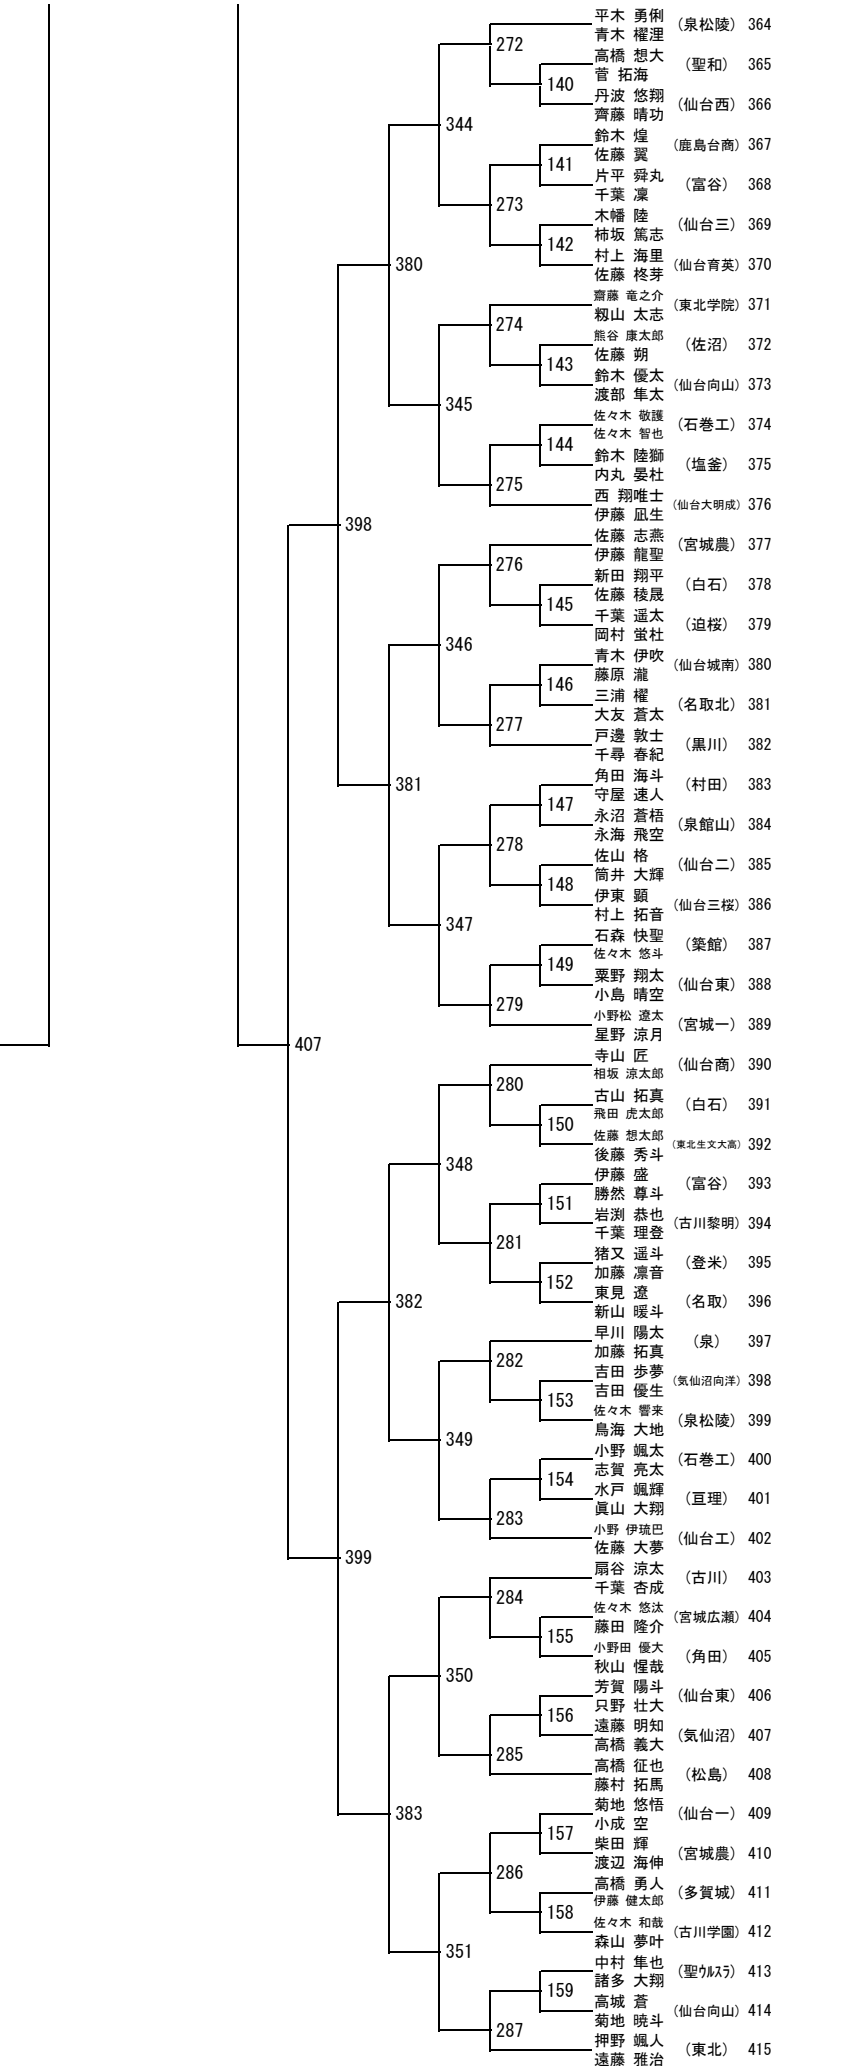 平木 勇俐
青木 櫂浬
(泉松陵) 364
272
高橋 想大
菅 拓海
(聖和) 365
140
丹波 悠翔
齊藤 晴功
(仙台西) 366
344
鈴木 煌
佐藤 翼
(鹿島台商) 367
141
片平 舜丸
千葉 凜
(富谷) 368
273
木幡 陸
柿坂 篤志
(仙台三) 369
142
村上 海里
佐藤 柊芽
(仙台育英) 370
380
齋藤 竜之介
籾山 太志
(東北学院) 371
274
熊谷 康太郎
佐藤 朔
(佐沼) 372
143
鈴木 優太
渡部 隼太
(仙台向山) 373
345
佐々木 敬護
佐々木 智也
(石巻工) 374
144
鈴木 陸獅
内丸 晏杜
(塩釜) 375
275
西 翔唯士
伊藤 凪生
(仙台大明成) 376
398
佐藤 志燕
伊藤 龍聖
(宮城農) 377
276
新田 翔平
佐藤 稜晟
(白石) 378
145
千葉 遥太
岡村 蛍杜
(迫桜) 379
346
青木 伊吹
藤原 瀧
(仙台城南) 380
146
三浦 櫂
大友 蒼太
(名取北) 381
277
戸邊 敦士
千尋 春紀
(黒川) 382
381
角田 海斗
守屋 速人
(村田) 383
147
永沼 蒼梧
永海 飛空
(泉館山) 384
278
佐山 格
筒井 大輝
(仙台二) 385
148
伊東 顕
村上 拓音
(仙台三桜) 386
347
石森 快聖
佐々木 悠斗
(築館) 387
149
粟野 翔太
小島 晴空
(仙台東) 388
279
小野松 遼太
星野 涼月
(宮城一) 389
407
寺山 匠
相坂 涼太郎
(仙台商) 390
280
古山 拓真
飛田 虎太郎
(白石) 391
150
佐藤 想太郎
後藤 秀斗
(東北生文大高) 392
348
伊藤 盛
勝然 尊斗
(富谷) 393
151
岩渕 恭也
千葉 理登
(古川黎明) 394
281
猪又 遥斗
加藤 凛音
(登米) 395
152
東見 遼
新山 暖斗
(名取) 396
382
早川 陽太
加藤 拓真
(泉) 397
282
吉田 歩夢
吉田 優生
(気仙沼向洋) 398
153
佐々木 響来
鳥海 大地
(泉松陵) 399
349
小野 颯太
志賀 亮太
(石巻工) 400
154
水戸 颯輝
眞山 大翔
(亘理) 401
283
小野 伊琉巴
佐藤 大夢
(仙台工) 402
399
扇谷 涼太
千葉 杏成
(古川) 403
284
佐々木 悠汰
藤田 隆介
(宮城広瀬) 404
155
小野田 優大
秋山 惺哉
(角田) 405
350
芳賀 陽斗
只野 壮大
(仙台東) 406
156
遠藤 明知
高橋 義大
(気仙沼) 407
285
高橋 征也
藤村 拓馬
(松島) 408
383
菊地 悠悟
小成 空
(仙台一) 409
157
柴田 輝
渡辺 海伸
(宮城農) 410
286
高橋 勇人
伊藤 健太郎
(多賀城) 411
158
佐々木 和哉
森山 夢叶
(古川学園) 412
351
中村 隼也
諸多 大翔
(聖ｳﾙｽﾗ) 413
159
高城 蒼
菊地 暁斗
(仙台向山) 414
287
押野 颯人
遠藤 雅治
(東北) 415